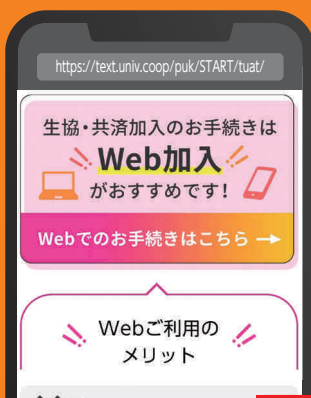 https://text.univ.coop/puk/START/tuat/
生協・共済加入のお手続きは
Web加入
がおすすめです!
Webでのお手続きはこちら →
Webご利用の
メリット